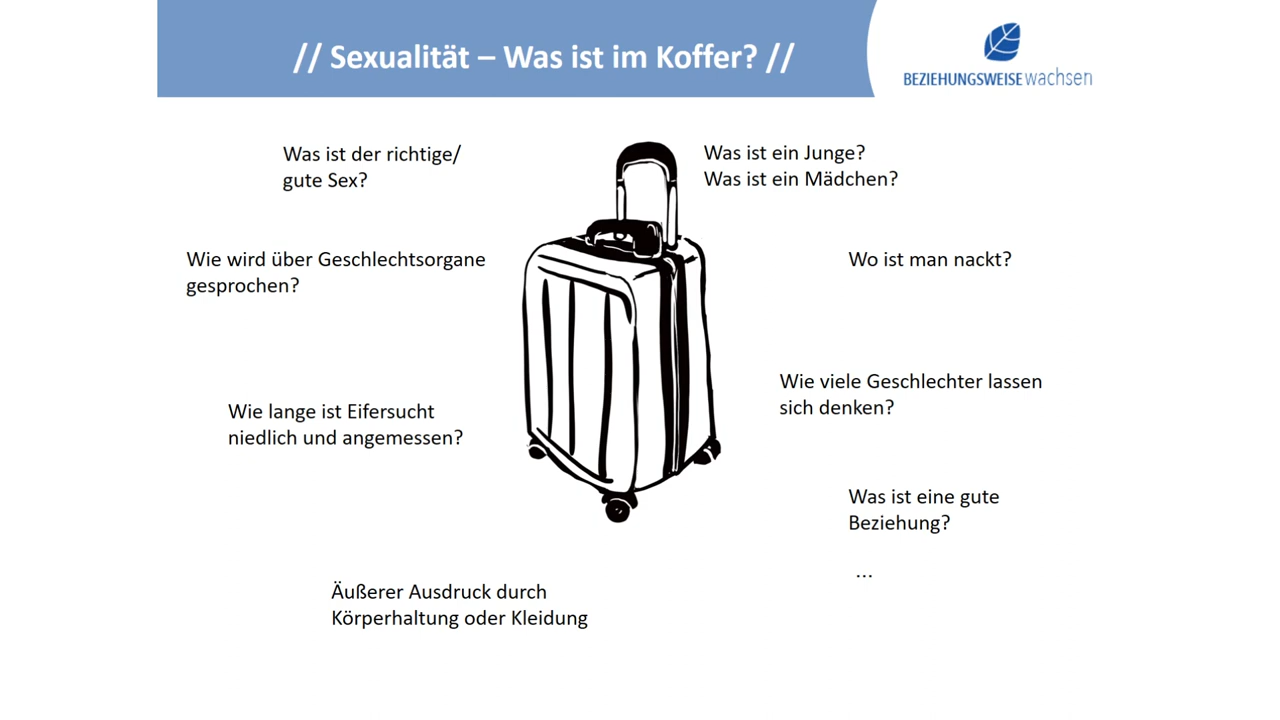 // Sexualität – Was ist im Koffer? //
BEZIEHUNGSWEISE wachsen
Was ist der richtige/
gute Sex?
Was ist ein Junge?
Was ist ein Mädchen?
Wie wird über Geschlechtsorgane
gesprochen?
Wo ist man nackt?
Wie viele Geschlechter lassen
sich denken?
Wie lange ist Eifersucht
niedlich und angemessen?
Was ist eine gute
Beziehung?
...
Äußerer Ausdruck durch
Körperhaltung oder Kleidung